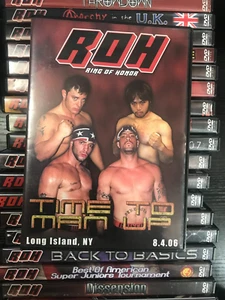 THROWDOWN
Anarchy in the U.K.
ROH
RING OF HONOR
TIME TO
MAN UP
Long Island, NY 8.4.06
BACK TO BASICS
Best Of American
Super Juniors Tournament
Dissension